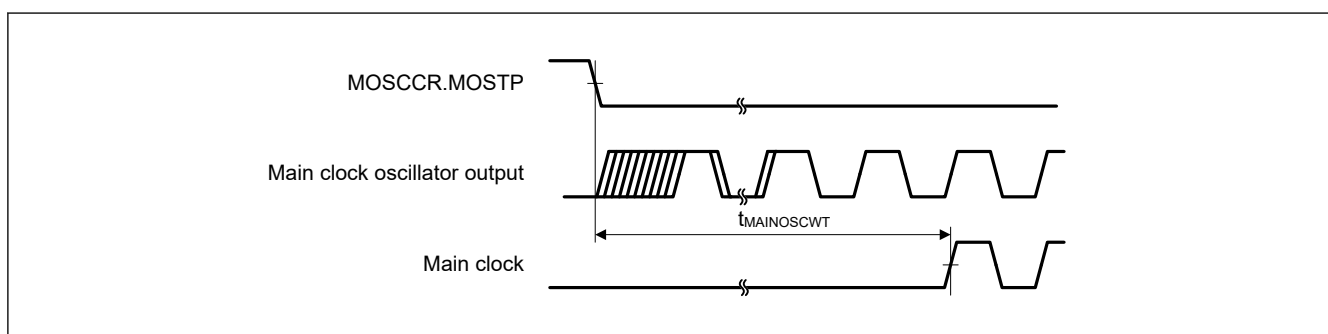 MOSCCR.MOSTP
Main clock oscillator output
tMAINOSCWT
Main clock